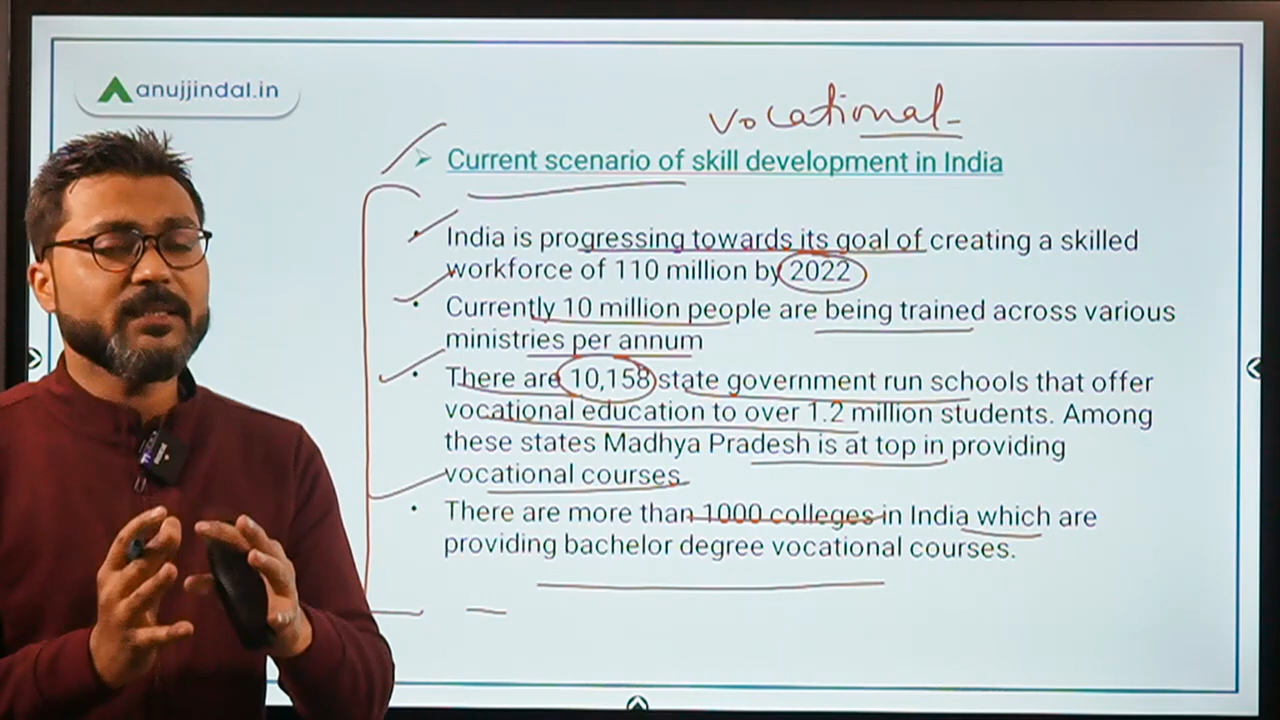 anujjindal.in
vocational
Current scenario of skill development in India
India is progressing towards its goal of creating a skilled
workforce of 110 million by 2022
Currently 10 million people are being trained across various
ministries per annum
There are 10,158 state government run schools that offer
vocational education to over 1.2 million students. Among
these states Madhya Pradesh is at top in providing
vocational courses
There are more than 1000 colleges in India which are
providing bachelor degree vocational courses.